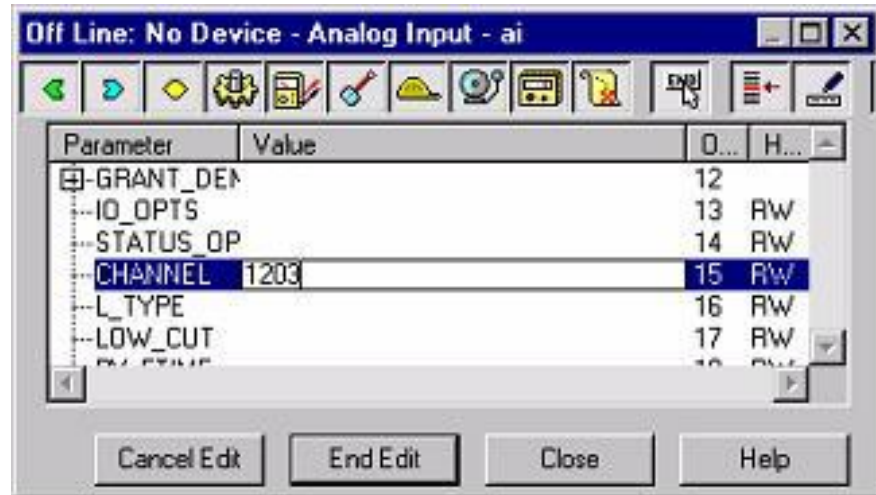 Off Line: No Device - Analog Input - ai
END
Parameter Value O... H...
GRANT_DEN 12
IO_OPTS 13 RW
STATUS_OP 14 RW
CHANNEL 1203 15 RW
L_TYPE 16 RW
LOW_CUT 17 RW
Cancel Edit End Edit Close Help